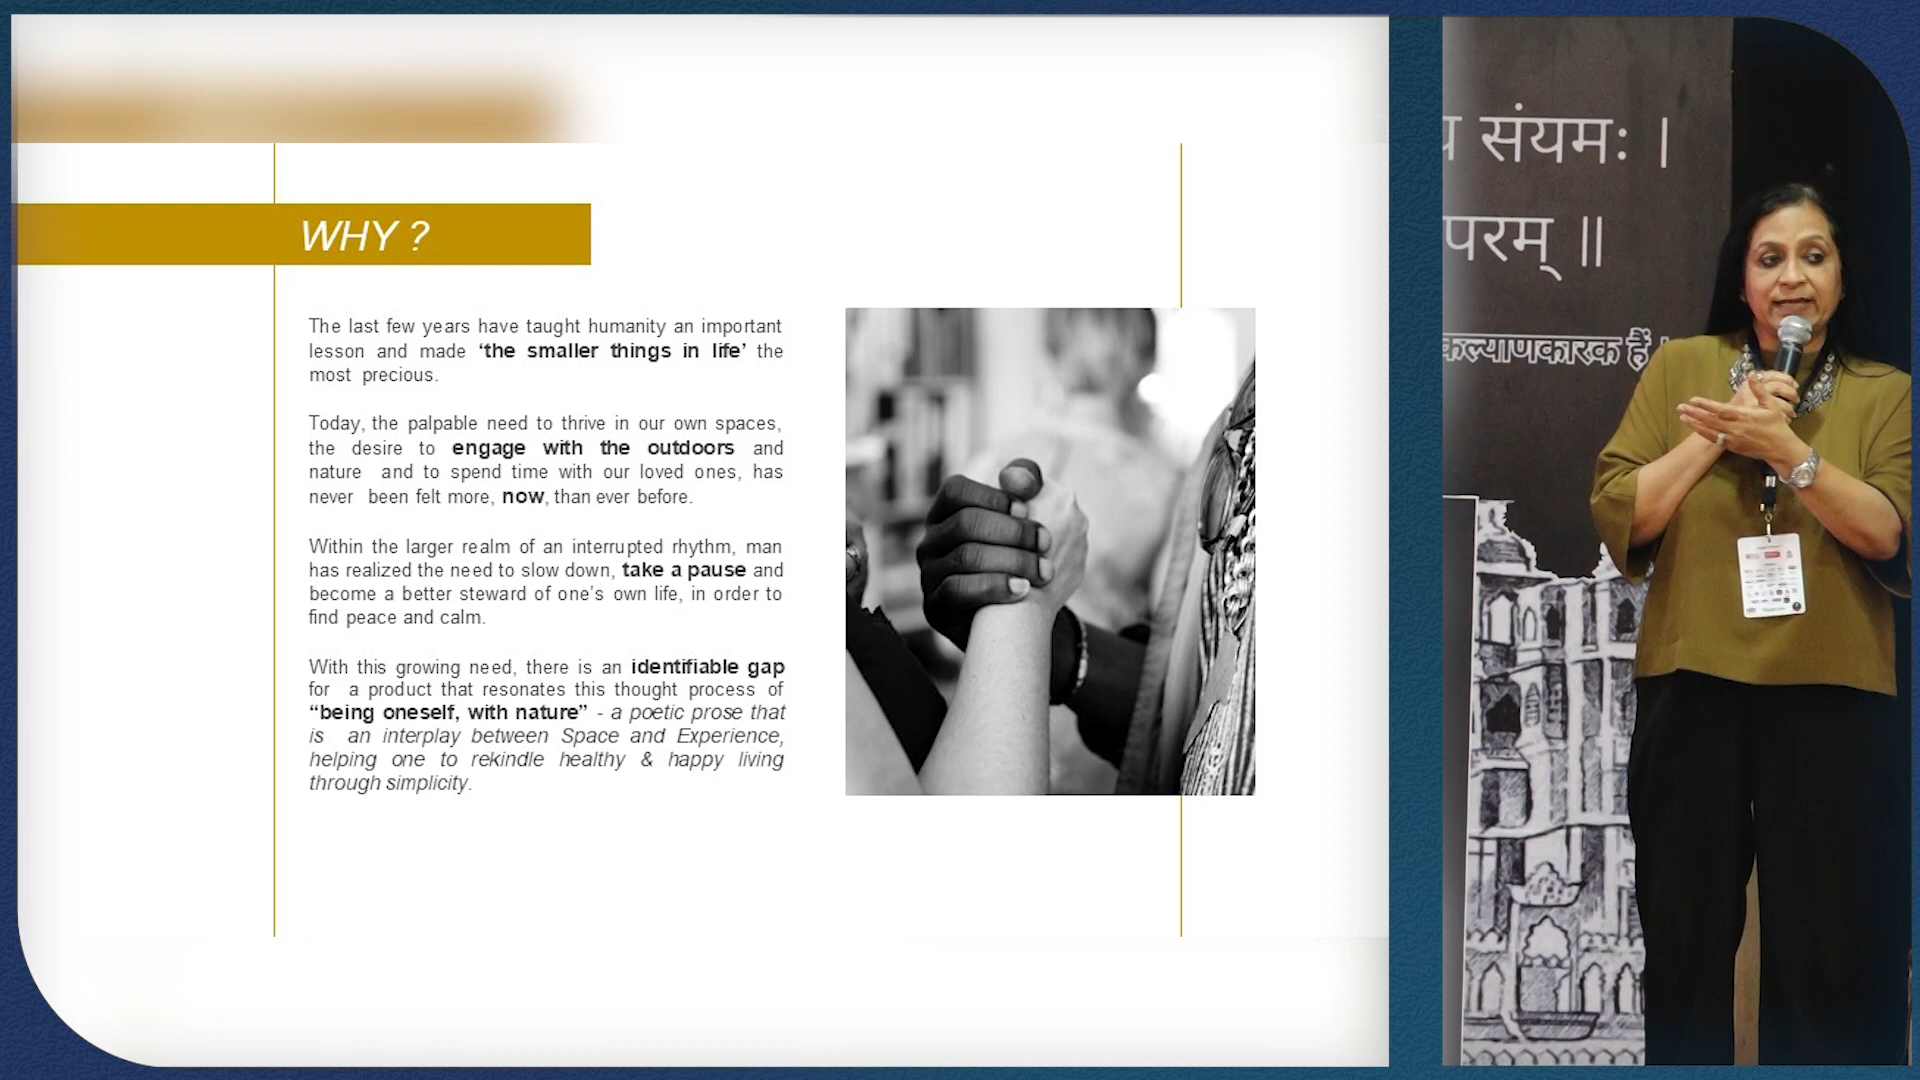 WHY ?
The last few years have taught humanity an important
lesson and made ‘the smaller things in life’ the
most precious.
Today, the palpable need to thrive in our own spaces,
the desire to engage with the outdoors and
nature and to spend time with our loved ones, has
never been felt more, now, than ever before.
Within the larger realm of an interrupted rhythm, man
has realized the need to slow down, take a pause and
become a better steward of one’s own life, in order to
find peace and calm.
With this growing need, there is an identifiable gap
for a product that resonates this thought process of
“being oneself, with nature” - a poetic prose that
is an interplay between Space and Experience,
helping one to rekindle healthy & happy living
through simplicity.
संयमः ।
परम् ॥
कल्याणकारक हैं